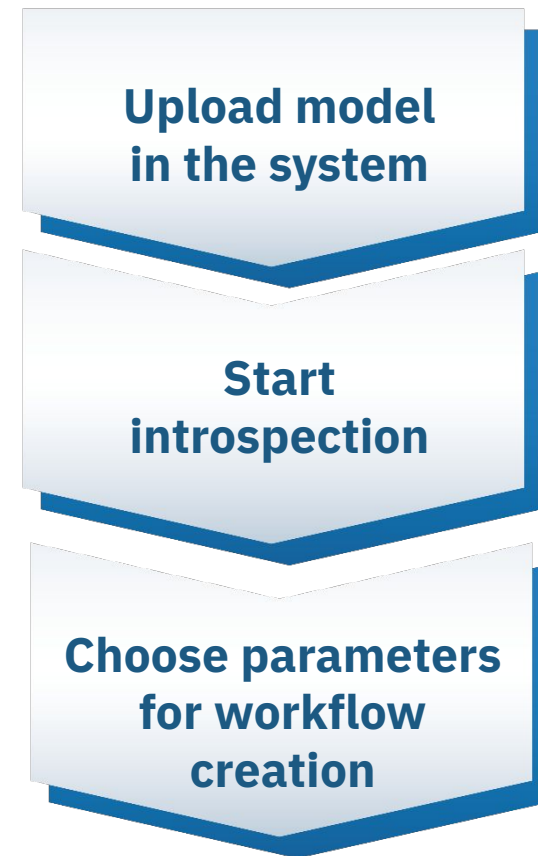 Upload model
in the system
Start
introspection
Choose parameters
for workflow
creation